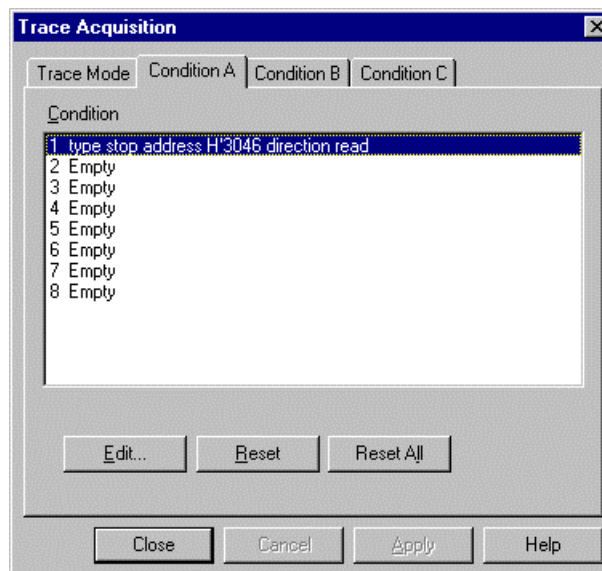 Trace Acquisition
Trace Mode Condition A Condition B Condition C
Condition
1 type stop address H'3046 direction read
2 Empty
3 Empty
4 Empty
5 Empty
6 Empty
7 Empty
8 Empty
Edit... Reset Reset All
Close Cancel Apply Help